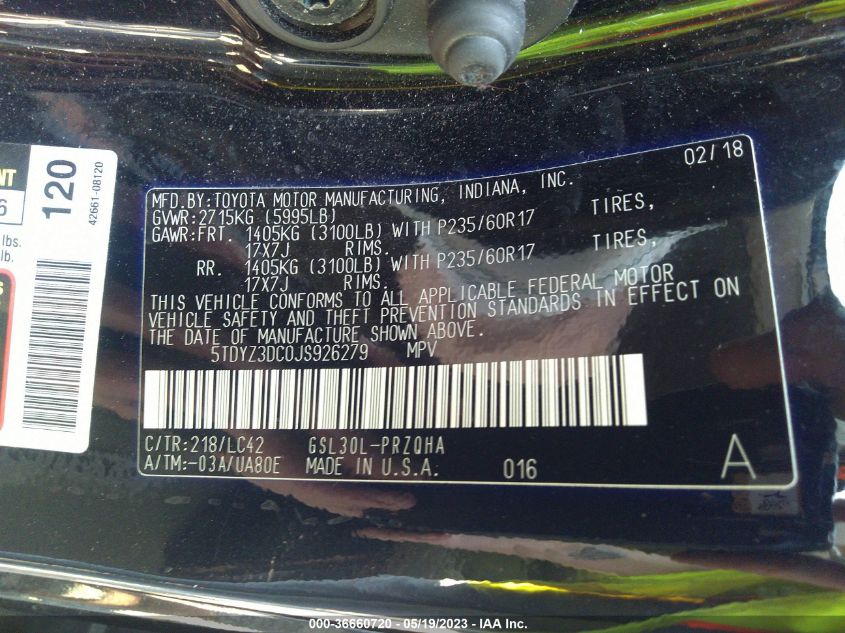 NT
6
lbs.
lb.
s
120
42661-08120
02/18
MFD.BY:TOYOTA MOTOR MANUFACTURING, INDIANA, INC.
GVWR:2715KG (5995LB)
GAWR:FRT. 1405KG (3100LB) WITH P235/60R17 TIRES,
17X7J RIMS.
RR. 1405KG (3100LB) WITH P235/60R17 TIRES,
17X7J RIMS.
THIS VEHICLE CONFORMS TO ALL APPLICABLE FEDERAL MOTOR
VEHICLE SAFETY AND THEFT PREVENTION STANDARDS IN EFFECT ON
THE DATE OF MANUFACTURE SHOWN ABOVE.
5TDYZ3DC0JS926279 MPV
C/TR:218/LC42 GSL30L-PRZQHA
A/TM:-03A/UA80E MADE IN U.S.A. 016
A
000-36660720 - 05/19/2023 - IAA Inc.